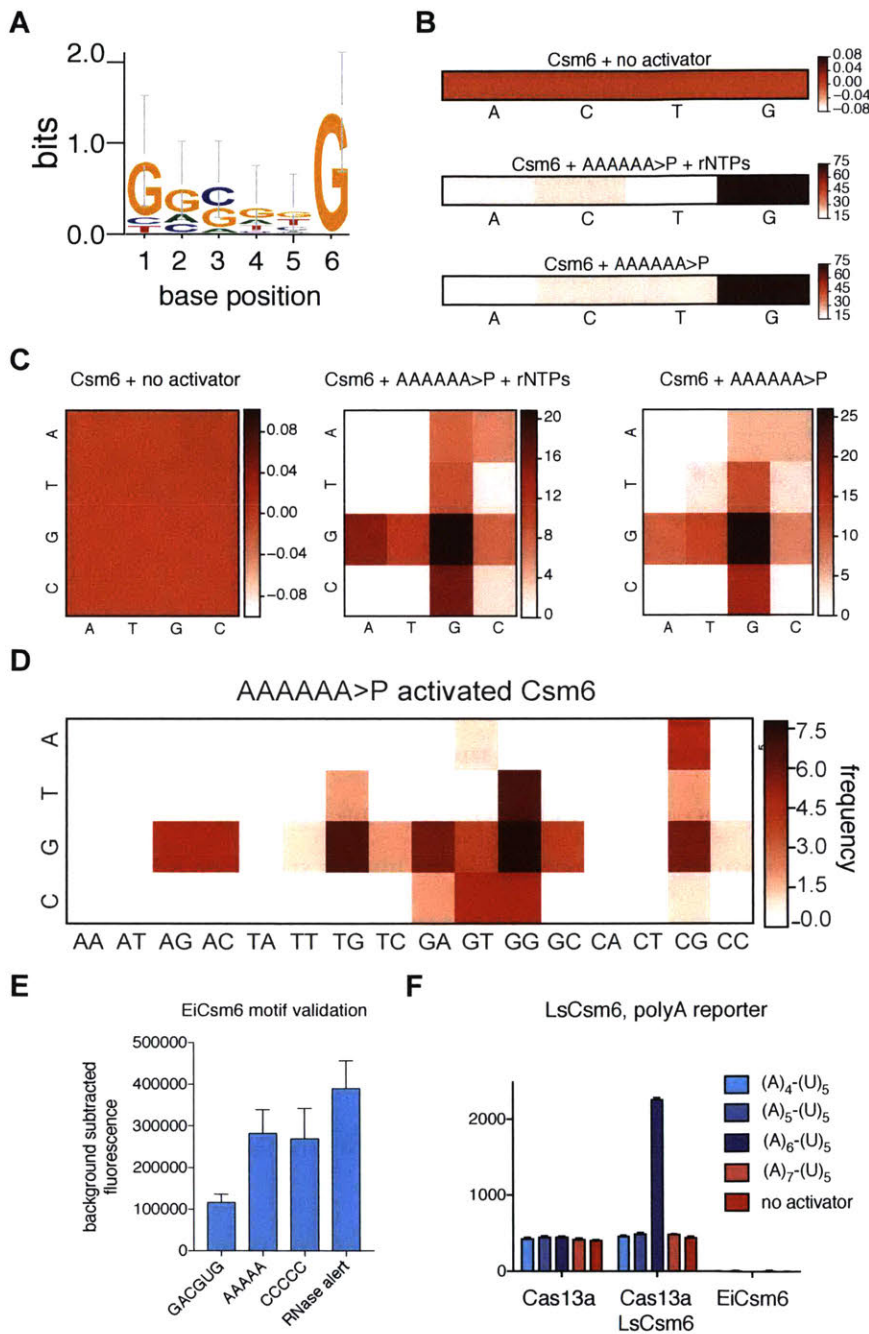 A
2.0
1.0
0.0
bits
G
C
T
G
A
C
C
G
A
G
A
T
G
T
G
1 2 3 4 5 6
base position
B
Csm6 + no activator
0.08
0.04
0.00
−0.04
−0.08
A C T G
Csm6 + AAAAAA>P + rNTPs
75
60
45
30
15
A C T G
Csm6 + AAAAAA>P
75
60
45
30
15
A C T G
C
Csm6 + no activator
A
T
G
C
A T G C
0.08
0.04
0.00
−0.04
−0.08
Csm6 + AAAAAA>P + rNTPs
A
T
G
C
A T G C
20
16
12
8
4
0
Csm6 + AAAAAA>P
A
T
G
C
A T G C
25
20
15
10
5
0
D
AAAAAA>P activated Csm6
A
T
G
C
AA AT AG AC TA TT TG TC GA GT GG GC CA CT CG CC
7.5
6.0
4.5
3.0
1.5
0.0
frequency
E
EiCsm6 motif validation
background subtracted
fluorescence
500000
400000
300000
200000
100000
0
GACGUG
AAAAA
CCCCC
RNase alert
F
LsCsm6, polyA reporter
2000
1000
0
Cas13a
Cas13a
LsCsm6
EiCsm6
(A)4-(U)5
(A)5-(U)5
(A)6-(U)5
(A)7-(U)5
no activator